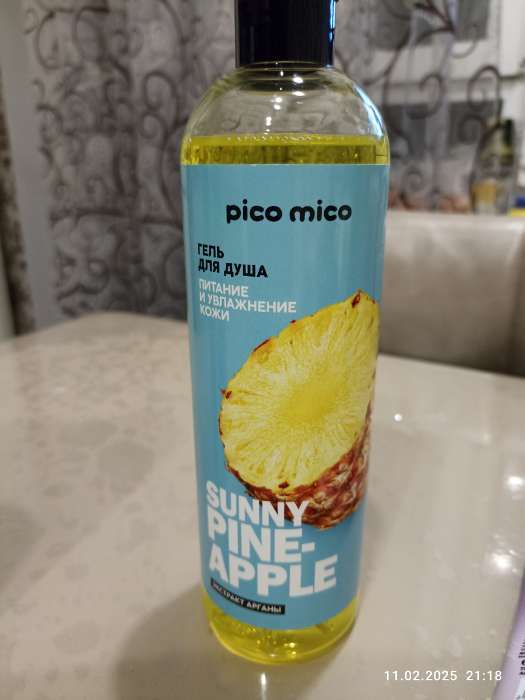 pico mico
ГЕЛЬ
ДЛЯ ДУША
ПИТАНИЕ
И УВЛАЖНЕНИЕ
КОЖИ
SUNNY
PINE-
APPLE
ЭКСТРАКТ АРГАНЫ
11.02.2025 21:18